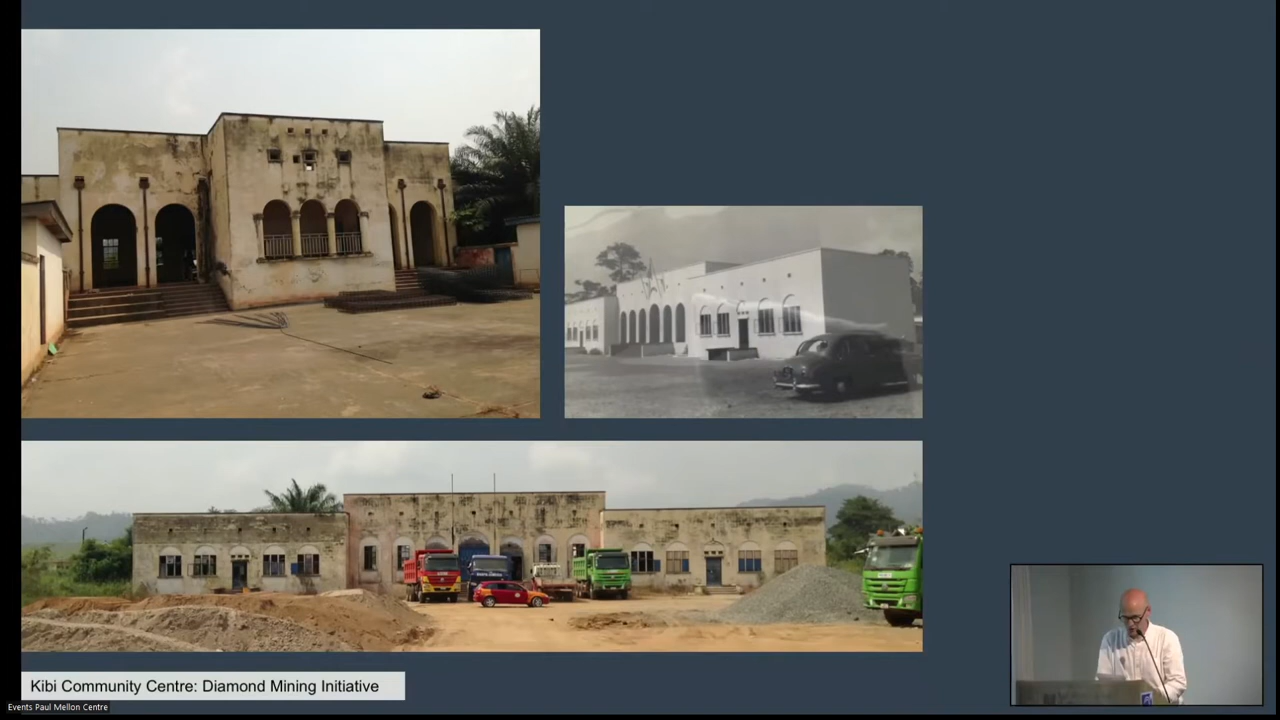 Kibi Community Centre: Diamond Mining Initiative
Events Paul Mellon Centre